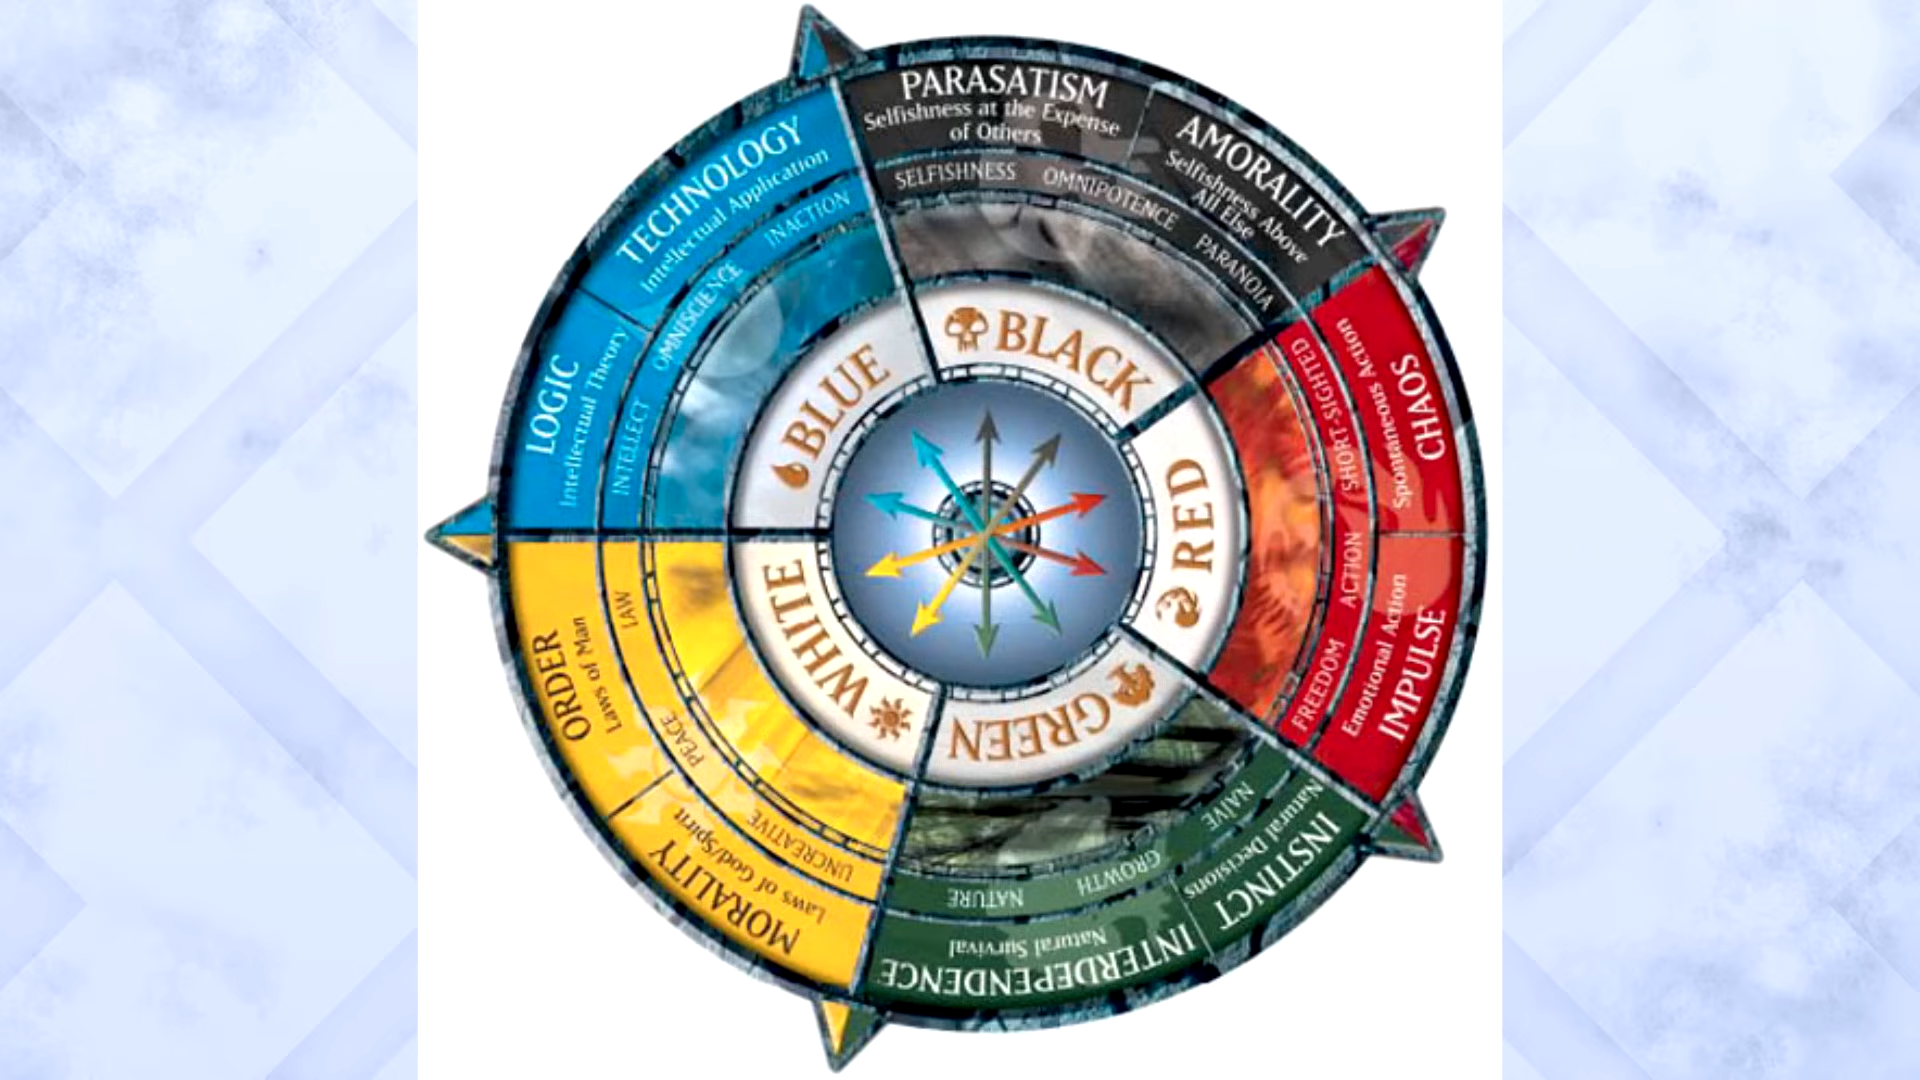 PARASATISM
Selfishness at the Expense
of Others
SELFISHNESS
OMNIPOTENCE
PARANOIA
AMORALITY
Selfishness Above
All Else
BLACK
CHAOS
Spontaneous Action
SHORT-SIGHTED
ACTION
FREEDOM
IMPULSE
Emotional Action
RED
INSTINCT
Natural Decisions
NAIVE
GROWTH
NATURE
INTERDEPENDENCE
Natural Survival
GREEN
MORALITY
Laws of God/Spirit
UNCREATIVE
PEACE
LAW
ORDER
Laws of Man
WHITE
LOGIC
Intellectual Theory
INTELLECT
OMNISCIENCE
INACTION
TECHNOLOGY
Intellectual Application
BLUE